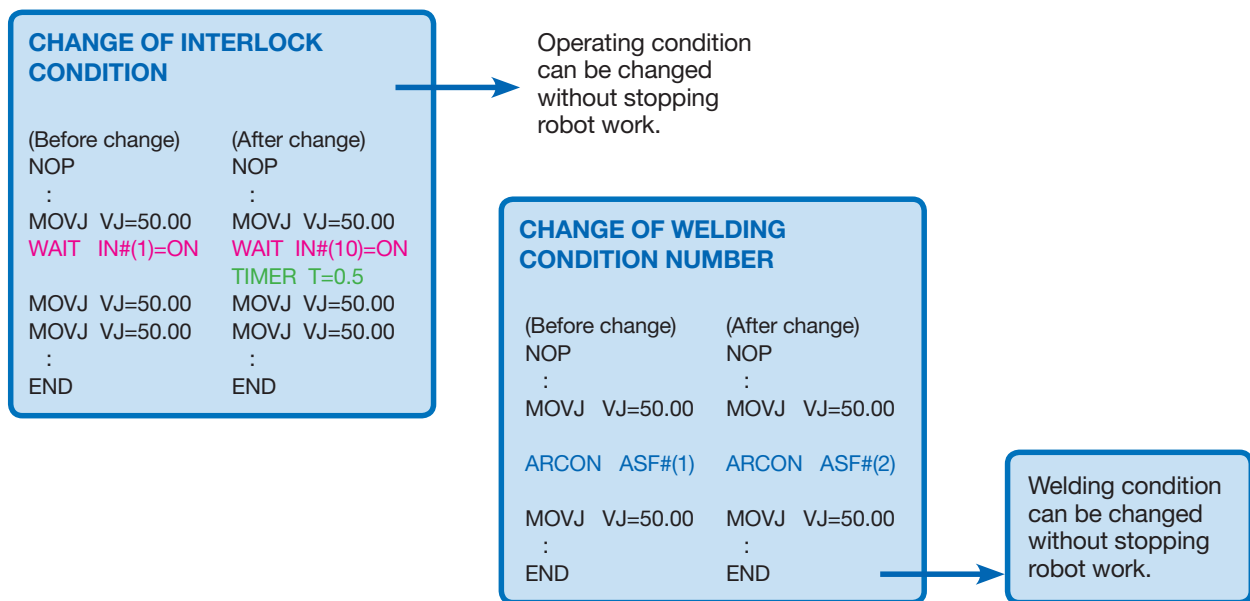 CHANGE OF INTERLOCK
CONDITION
(Before change) (After change)
NOP NOP
: :
MOVJ VJ=50.00 MOVJ VJ=50.00
WAIT IN#(1)=ON WAIT IN#(10)=ON
TIMER T=0.5
MOVJ VJ=50.00 MOVJ VJ=50.00
MOVJ VJ=50.00 MOVJ VJ=50.00
: :
END END
Operating condition
can be changed
without stopping
robot work.
CHANGE OF WELDING
CONDITION NUMBER
(Before change) (After change)
NOP NOP
: :
MOVJ VJ=50.00 MOVJ VJ=50.00
ARCON ASF#(1) ARCON ASF#(2)
MOVJ VJ=50.00 MOVJ VJ=50.00
: :
END END
Welding condition
can be changed
without stopping
robot work.